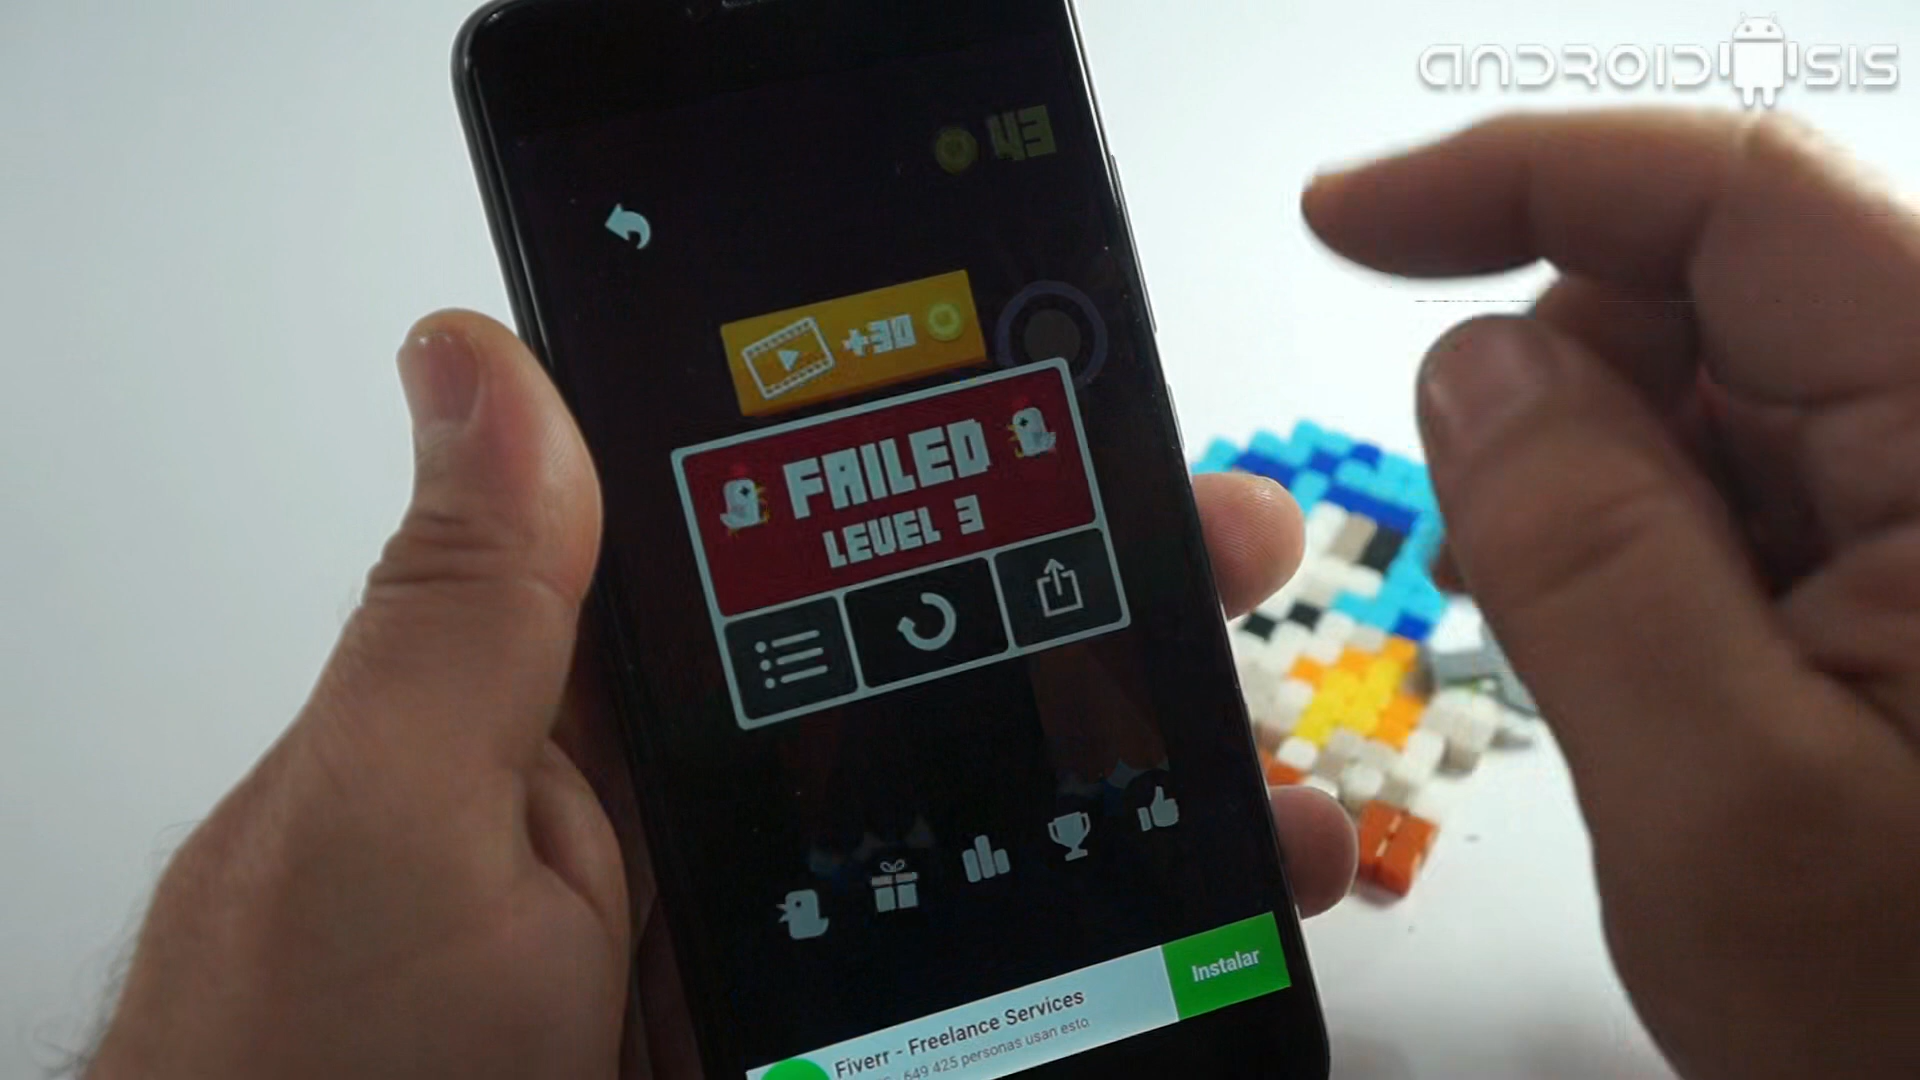 ANDROIDSIS
43
+30
FAILED
LEVEL 3
Instalar
Fiverr - Freelance Services
649 425 personas usan esto.